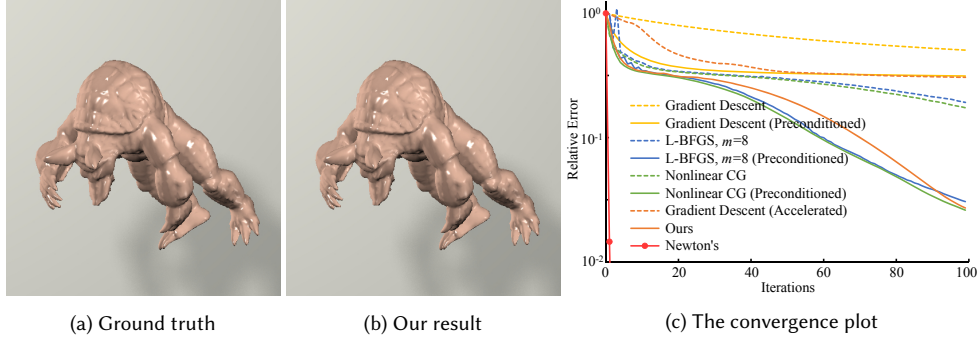 10⁰
10⁻¹
10⁻²
Relative Error
Gradient Descent
Gradient Descent (Preconditioned)
L-BFGS, m=8
L-BFGS, m=8 (Preconditioned)
Nonlinear CG
Nonlinear CG (Preconditioned)
Gradient Descent (Accelerated)
Ours
Newton's
0 20 40 60 80 100
Iterations
(a) Ground truth
(b) Our result
(c) The convergence plot